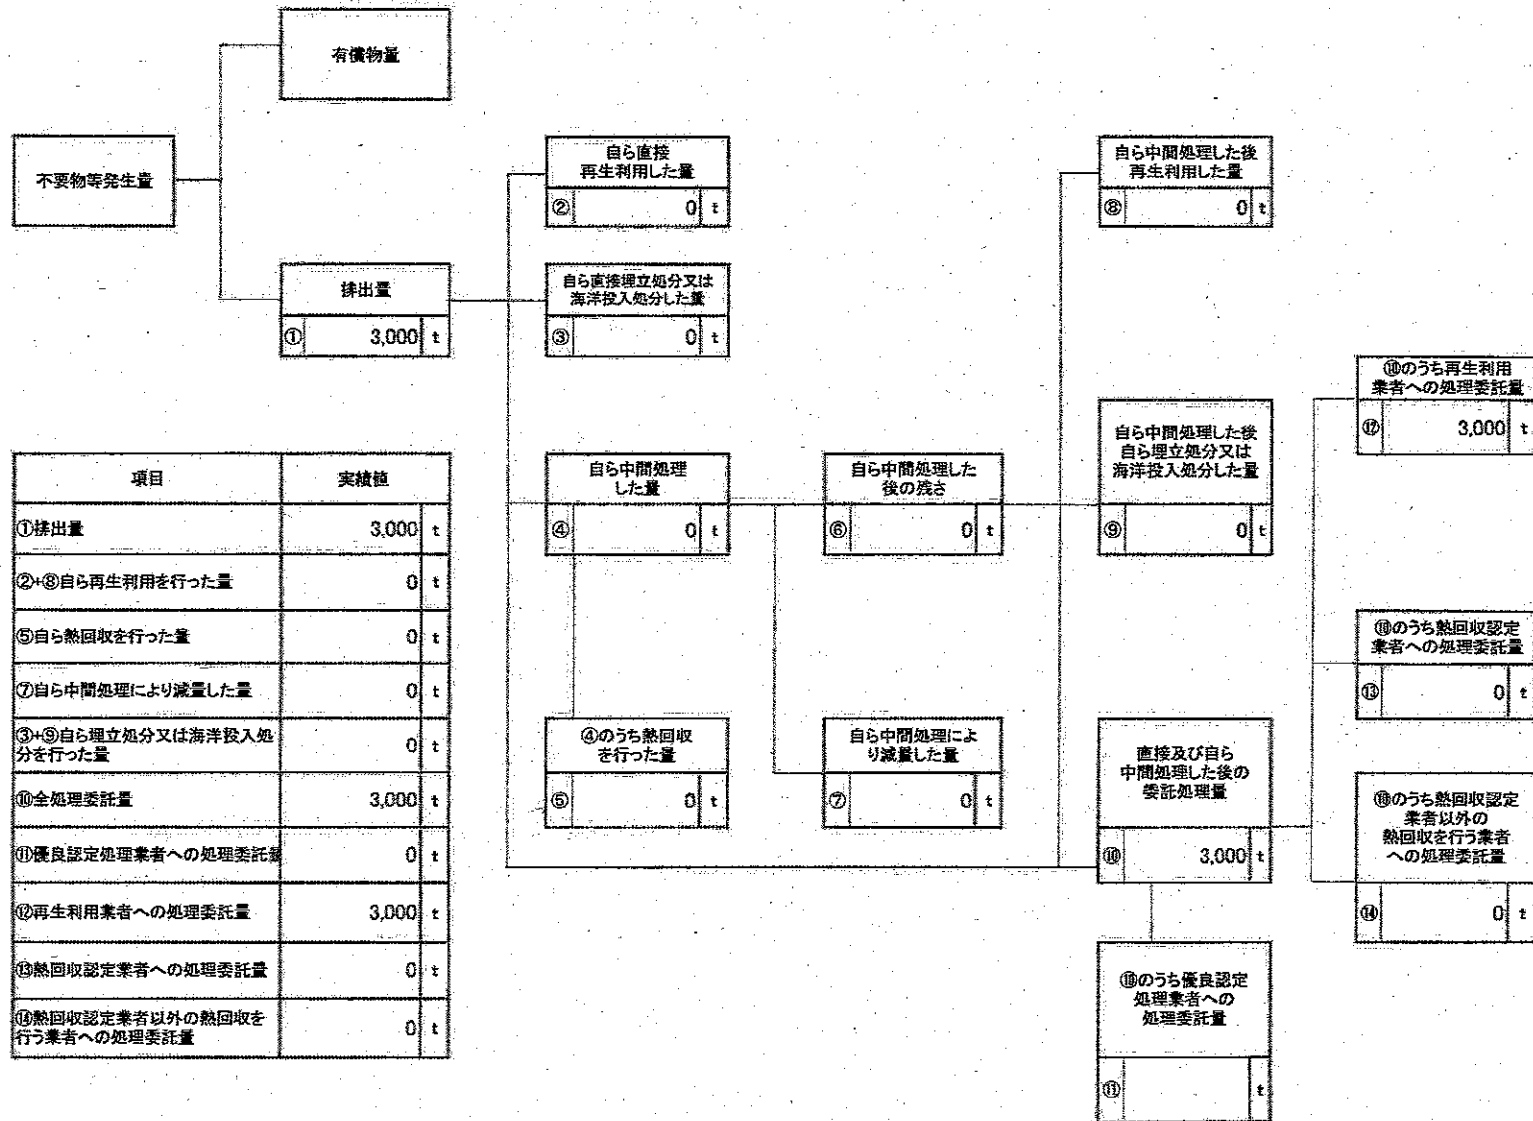 有償物量
不要物等発生量
排出量
① 3,000 t
自ら直接
再生利用した量
② 0 t
自ら直接埋立処分又は
海洋投入処分した量
③ 0 t
自ら中間処理
した量
④ 0 t
④のうち熱回収
を行った量
⑤ 0 t
自ら中間処理した
後の残さ
⑥ 0 t
自ら中間処理によ
り減量した量
⑦ 0 t
自ら中間処理した後
再生利用した量
⑧ 0 t
自ら中間処理した後
自ら埋立処分又は
海洋投入処分した量
⑨ 0 t
直接及び自ら
中間処理した後の
委託処理量
⑩ 3,000 t
⑩のうち優良認定
処理業者への
処理委託量
⑪ t
⑩のうち再生利用
業者への処理委託量
⑫ 3,000 t
⑩のうち熱回収認定
業者への処理委託量
⑬ 0 t
⑩のうち熱回収認定
業者以外の
熱回収を行う業者
への処理委託量
⑭ 0 t
項目 実績値
①排出量 3,000 t
②+⑧自ら再生利用を行った量 0 t
⑤自ら熱回収を行った量 0 t
⑦自ら中間処理により減量した量 0 t
③+⑨自ら埋立処分又は海洋投入処
分を行った量 0 t
⑩全処理委託量 3,000 t
⑪優良認定処理業者への処理委託量 0 t
⑫再生利用業者への処理委託量 3,000 t
⑬熱回収認定業者への処理委託量 0 t
⑭熱回収認定業者以外の熱回収を
行う業者への処理委託量 0 t